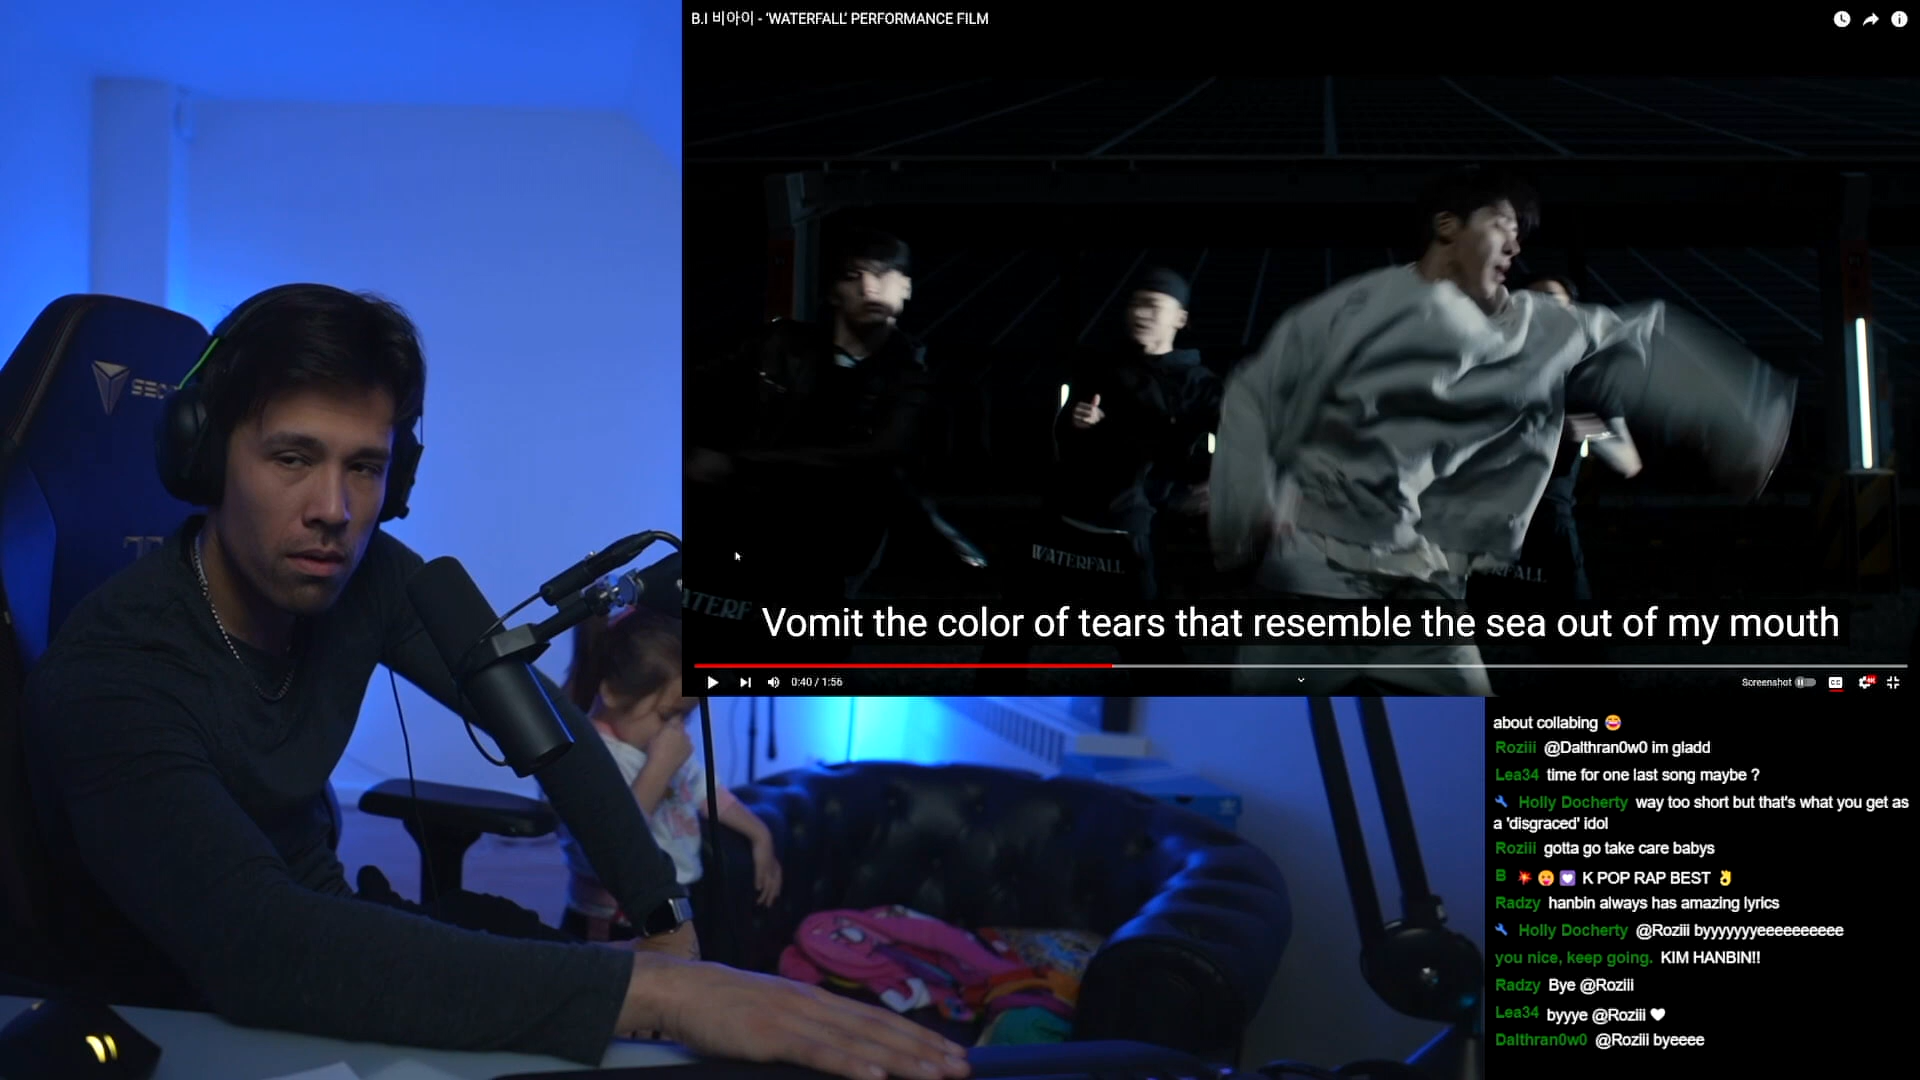 B.I 비아이 - 'WATERFALL' PERFORMANCE FILM
WATERFALL
Vomit the color of tears that resemble the sea out of my mouth
0:40 / 1:56
Screenshot
CC
4K
about collabing 😂
Roziii @Dalthran0w0 im gladd
Lea34 time for one last song maybe ?
Holly Docherty way too short but that's what you get as
a 'disgraced' idol
Roziii gotta go take care babys
B 💥 😛 💟 K POP RAP BEST 👌
Radzy hanbin always has amazing lyrics
Holly Docherty @Roziii byyyyyyyeeeeeeeeee
you nice, keep going. KIM HANBIN!!
Radzy Bye @Roziii
Lea34 byyye @Roziii ♥
Dalthran0w0 @Roziii byeeee